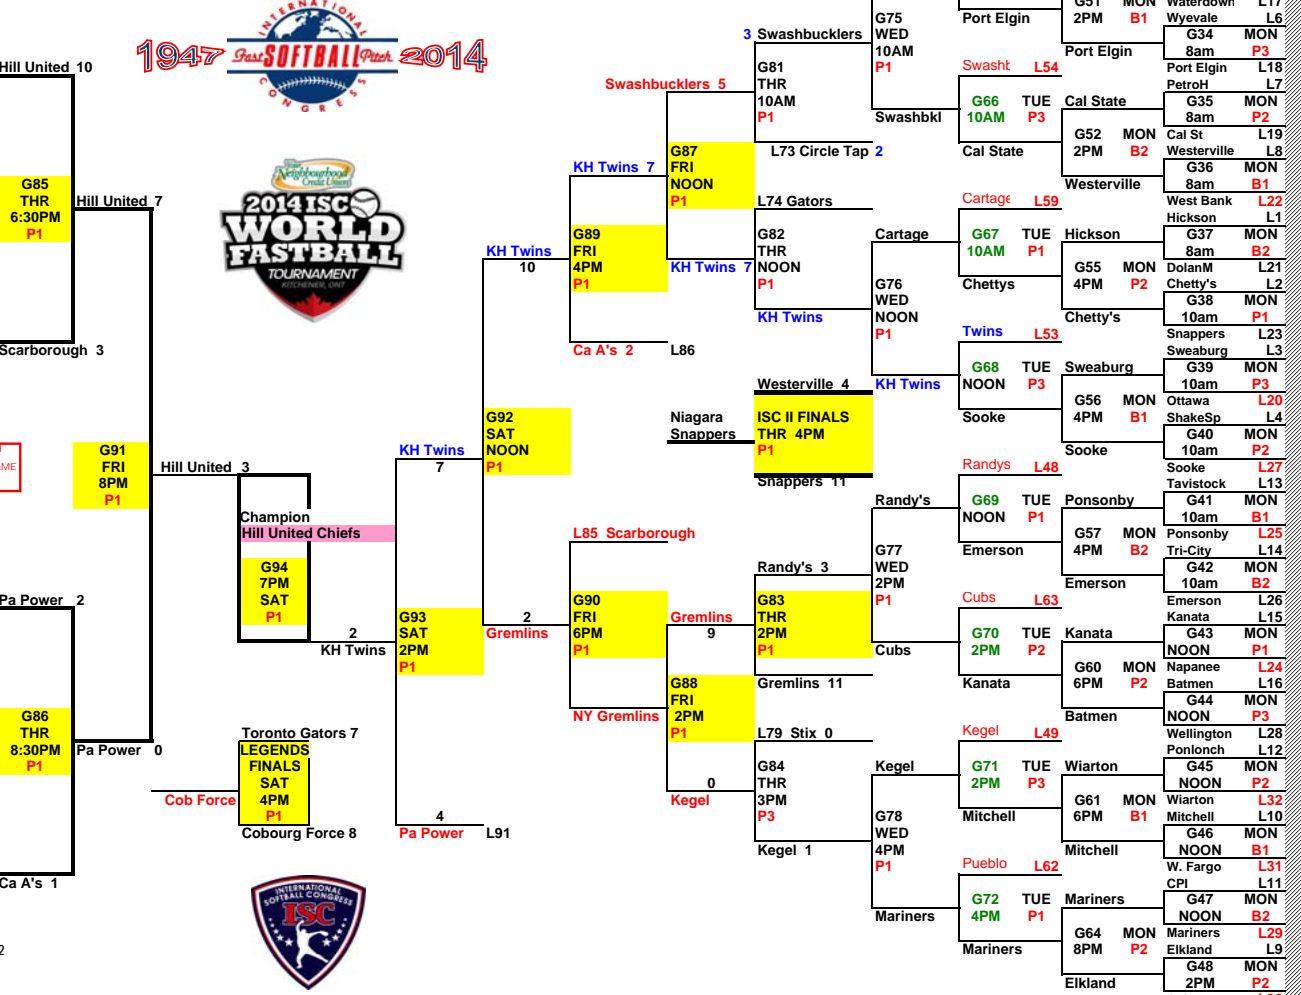 INTERNATIONAL
1947 Fast SOFTBALL Pitch 2014
CONGRESS
Your Neighbourhood
Credit Union
2014 ISC
WORLD
FASTBALL
TOURNAMENT
KITCHENER, ONT
Hill United 10
G85
THR
6:30PM
P1
Scarborough 3
Hill United 7
G91
FRI
8PM
P1
Pa Power 2
G86
THR
8:30PM
P1
Pa Power 0
Ca A's 1
2
Hill United 3
Champion
Hill United Chiefs
G94
7PM
SAT
P1
2
KH Twins
Toronto Gators 7
LEGENDS
FINALS
SAT
4PM
P1
Cob Force
Cobourg Force 8
INTERNATIONAL
SOFTBALL CONGRESS
ISC
KH Twins
7
G93
SAT
2PM
P1
4
Pa Power L91
KH Twins
10
G92
SAT
NOON
P1
2
Gremlins
KH Twins 7
G89
FRI
4PM
P1
Ca A's 2 L86
L85 Scarborough
G90
FRI
6PM
P1
NY Gremlins
Swashbucklers 5
G87
FRI
NOON
P1
KH Twins 7
Niagara
Snappers
Westerville 4
ISC II FINALS
THR 4PM
P1
Snappers 11
Gremlins
9
G88
FRI
2PM
P1
0
Kegel
3 Swashbucklers
G81
THR
10AM
P1
L73 Circle Tap 2
L74 Gators
G82
THR
NOON
P1
KH Twins
Randy's 3
G83
THR
2PM
P1
Gremlins 11
L79 Stix 0
G84
THR
3PM
P3
Kegel 1
G75
WED
10AM
P1
Swashbkl
Cartage
G76
WED
NOON
P1
KH Twins
Randy's
G77
WED
2PM
P1
Cubs
Kegel
G78
WED
4PM
P1
Mariners
Port Elgin
Swasht L54
G66 TUE
10AM P3
Cal State
Cartage L59
G67 TUE
10AM P1
Chettys
Twins L53
G68 TUE
NOON P3
Sooke
Randys L48
G69 TUE
NOON P1
Emerson
Cubs L63
G70 TUE
2PM P2
Kanata
Kegel L49
G71 TUE
2PM P3
Mitchell
Pueblo L62
G72 TUE
4PM P1
Mariners
G51 MON
2PM B1
Port Elgin
Cal State
G52 MON
2PM B2
Westerville
Hickson
G55 MON
4PM P2
Chetty's
Sweaburg
G56 MON
4PM B1
Sooke
Ponsonby
G57 MON
4PM B2
Emerson
Kanata
G60 MON
6PM P2
Batmen
Wiarton
G61 MON
6PM B1
Mitchell
Mariners
G64 MON
8PM P2
Elkland
Waterdown L17
Wyevale L6
G34 MON
8am P3
Port Elgin L18
PetroH L7
G35 MON
8am P2
Cal St L19
Westerville L8
G36 MON
8am B1
West Bank L22
Hickson L1
G37 MON
8am B2
DolanM L21
Chetty's L2
G38 MON
10am P1
Snappers L23
Sweaburg L3
G39 MON
10am P3
Ottawa L20
ShakeSp L4
G40 MON
10am P2
Sooke L27
Tavistock L13
G41 MON
10am B1
Ponsonby L25
Tri-City L14
G42 MON
10am B2
Emerson L26
Kanata L15
G43 MON
NOON P1
Napanee L24
Batmen L16
G44 MON
NOON P3
Wellington L28
Ponlonch L12
G45 MON
NOON P2
Wiarton L32
Mitchell L10
G46 MON
NOON B1
W. Fargo L31
CPI L11
G47 MON
NOON B2
Mariners L29
Elkland L9
G48 MON
2PM P2